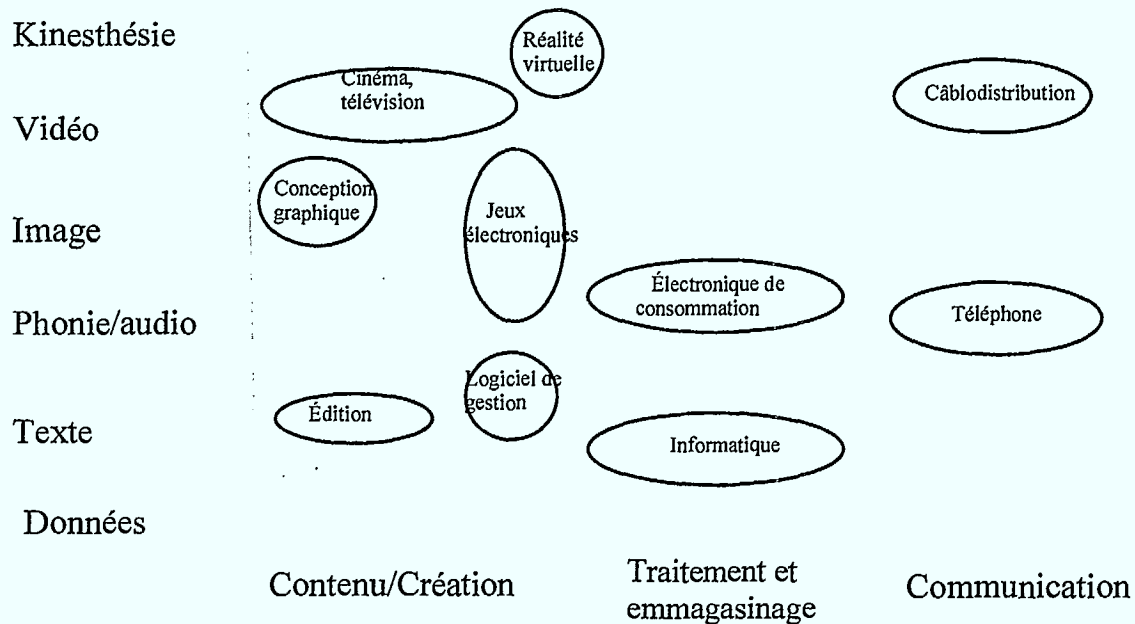 Kinesthésie
Réalité
virtuelle
Cinéma,
télévision
Câblodistribution
Vidéo
Conception
graphique
Jeux
électroniques
Image
Électronique de
consommation
Téléphone
Phonie/audio
Logiciel de
gestion
Édition
Texte
Informatique
Données
Contenu/Création
Traitement et
emmagasinage
Communication